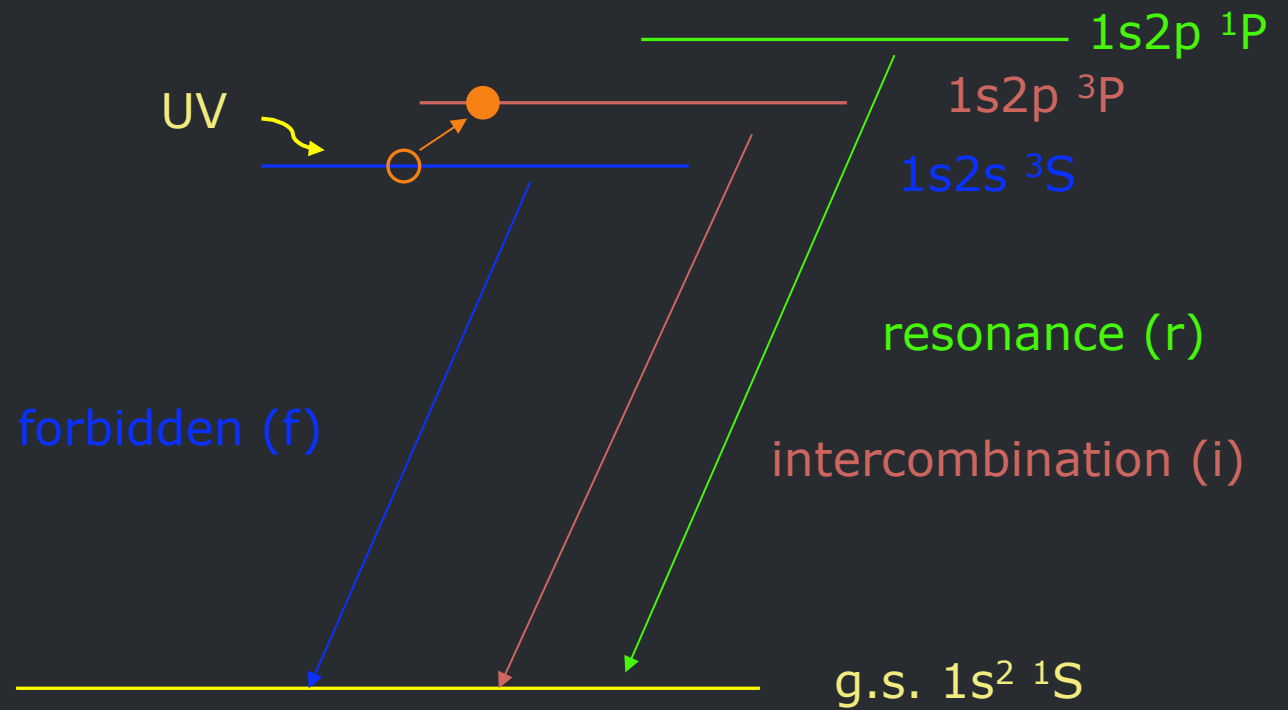 1s2p ¹P
UV
1s2p ³P
1s2s ³S
resonance (r)
forbidden (f)
intercombination (i)
g.s. 1s² ¹S